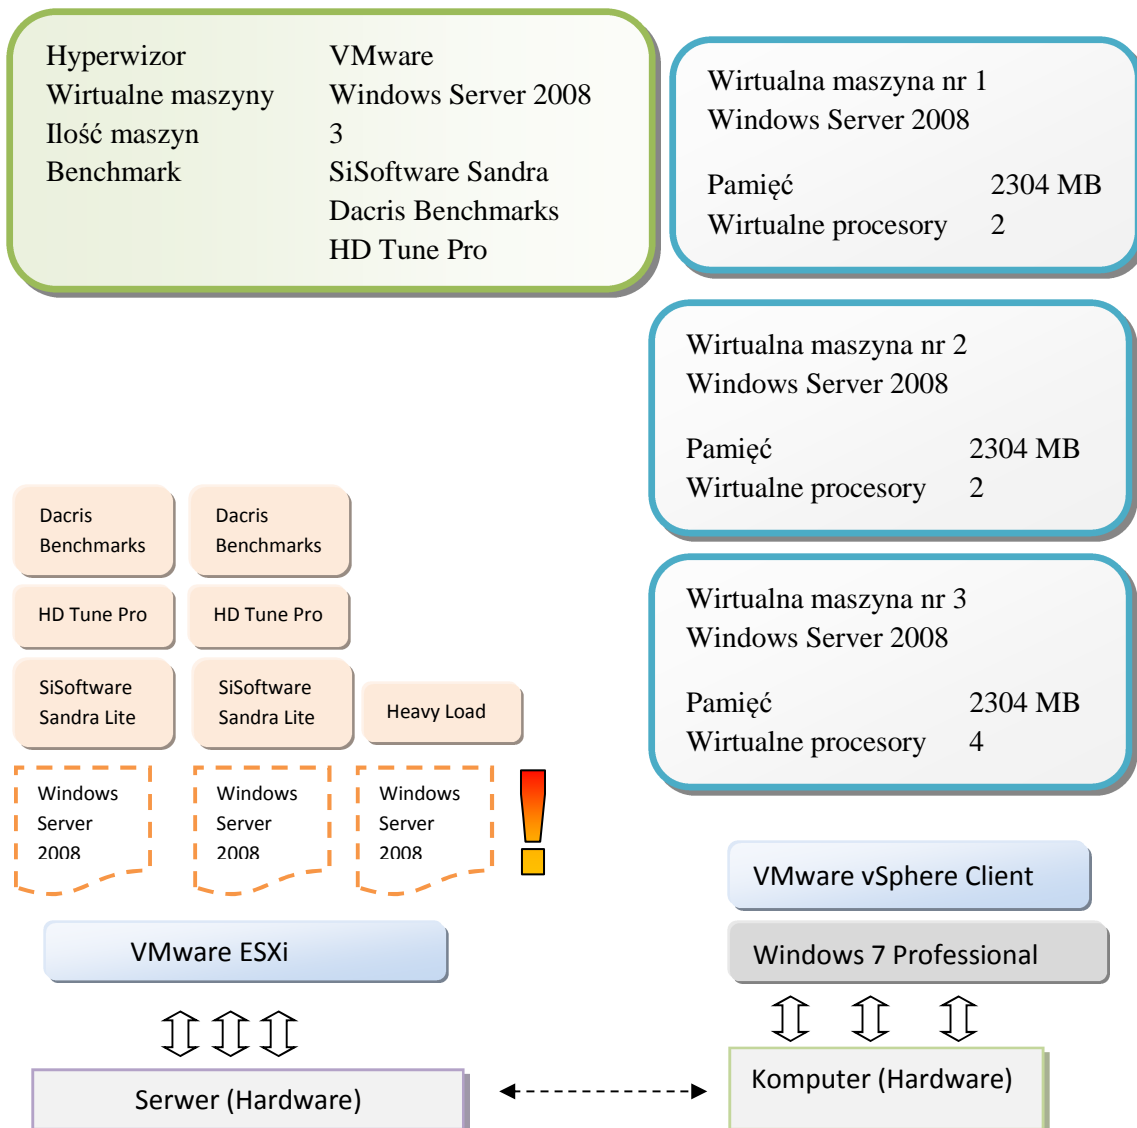 Hyperwizor VMware
Wirtualne maszyny Windows Server 2008
Ilość maszyn 3
Benchmark SiSoftware Sandra
Dacris Benchmarks
HD Tune Pro
Wirtualna maszyna nr 1
Windows Server 2008
Pamięć 2304 MB
Wirtualne procesory 2
Wirtualna maszyna nr 2
Windows Server 2008
Pamięć 2304 MB
Wirtualne procesory 2
Wirtualna maszyna nr 3
Windows Server 2008
Pamięć 2304 MB
Wirtualne procesory 4
Dacris
Benchmarks
Dacris
Benchmarks
HD Tune Pro
HD Tune Pro
SiSoftware
Sandra Lite
SiSoftware
Sandra Lite
Heavy Load
Windows
Server
2008
Windows
Server
2008
Windows
Server
2008
!
VMware ESXi
Serwer (Hardware)
VMware vSphere Client
Windows 7 Professional
Komputer (Hardware)